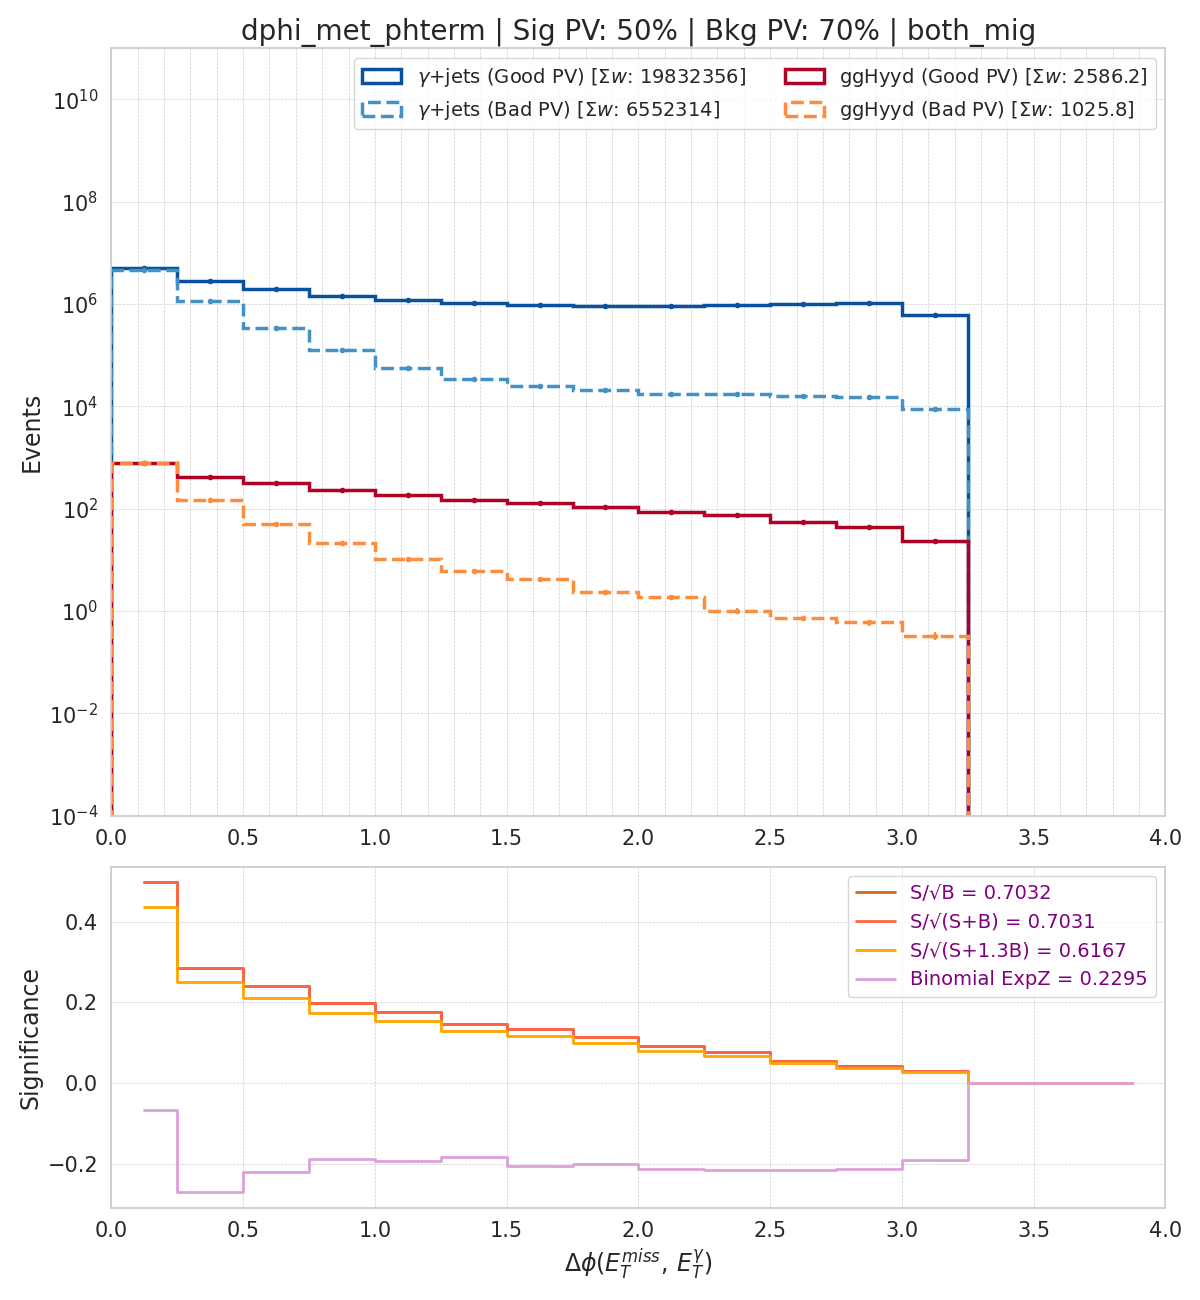 dphi_met_phterm | Sig PV: 50% | Bkg PV: 70% | both_mig
γ+jets (Good PV) [Σw: 19832356]
γ+jets (Bad PV) [Σw: 6552314]
ggHyyd (Good PV) [Σw: 2586.2]
ggHyyd (Bad PV) [Σw: 1025.8]
Events
10¹⁰
10⁸
10⁶
10⁴
10²
10⁰
10⁻²
10⁻⁴
0.0 0.5 1.0 1.5 2.0 2.5 3.0 3.5 4.0
S/√B = 0.7032
S/√(S+B) = 0.7031
S/√(S+1.3B) = 0.6167
Binomial ExpZ = 0.2295
Significance
0.4
0.2
0.0
−0.2
0.0 0.5 1.0 1.5 2.0 2.5 3.0 3.5 4.0
Δϕ(E_T^miss, E_T^γ)